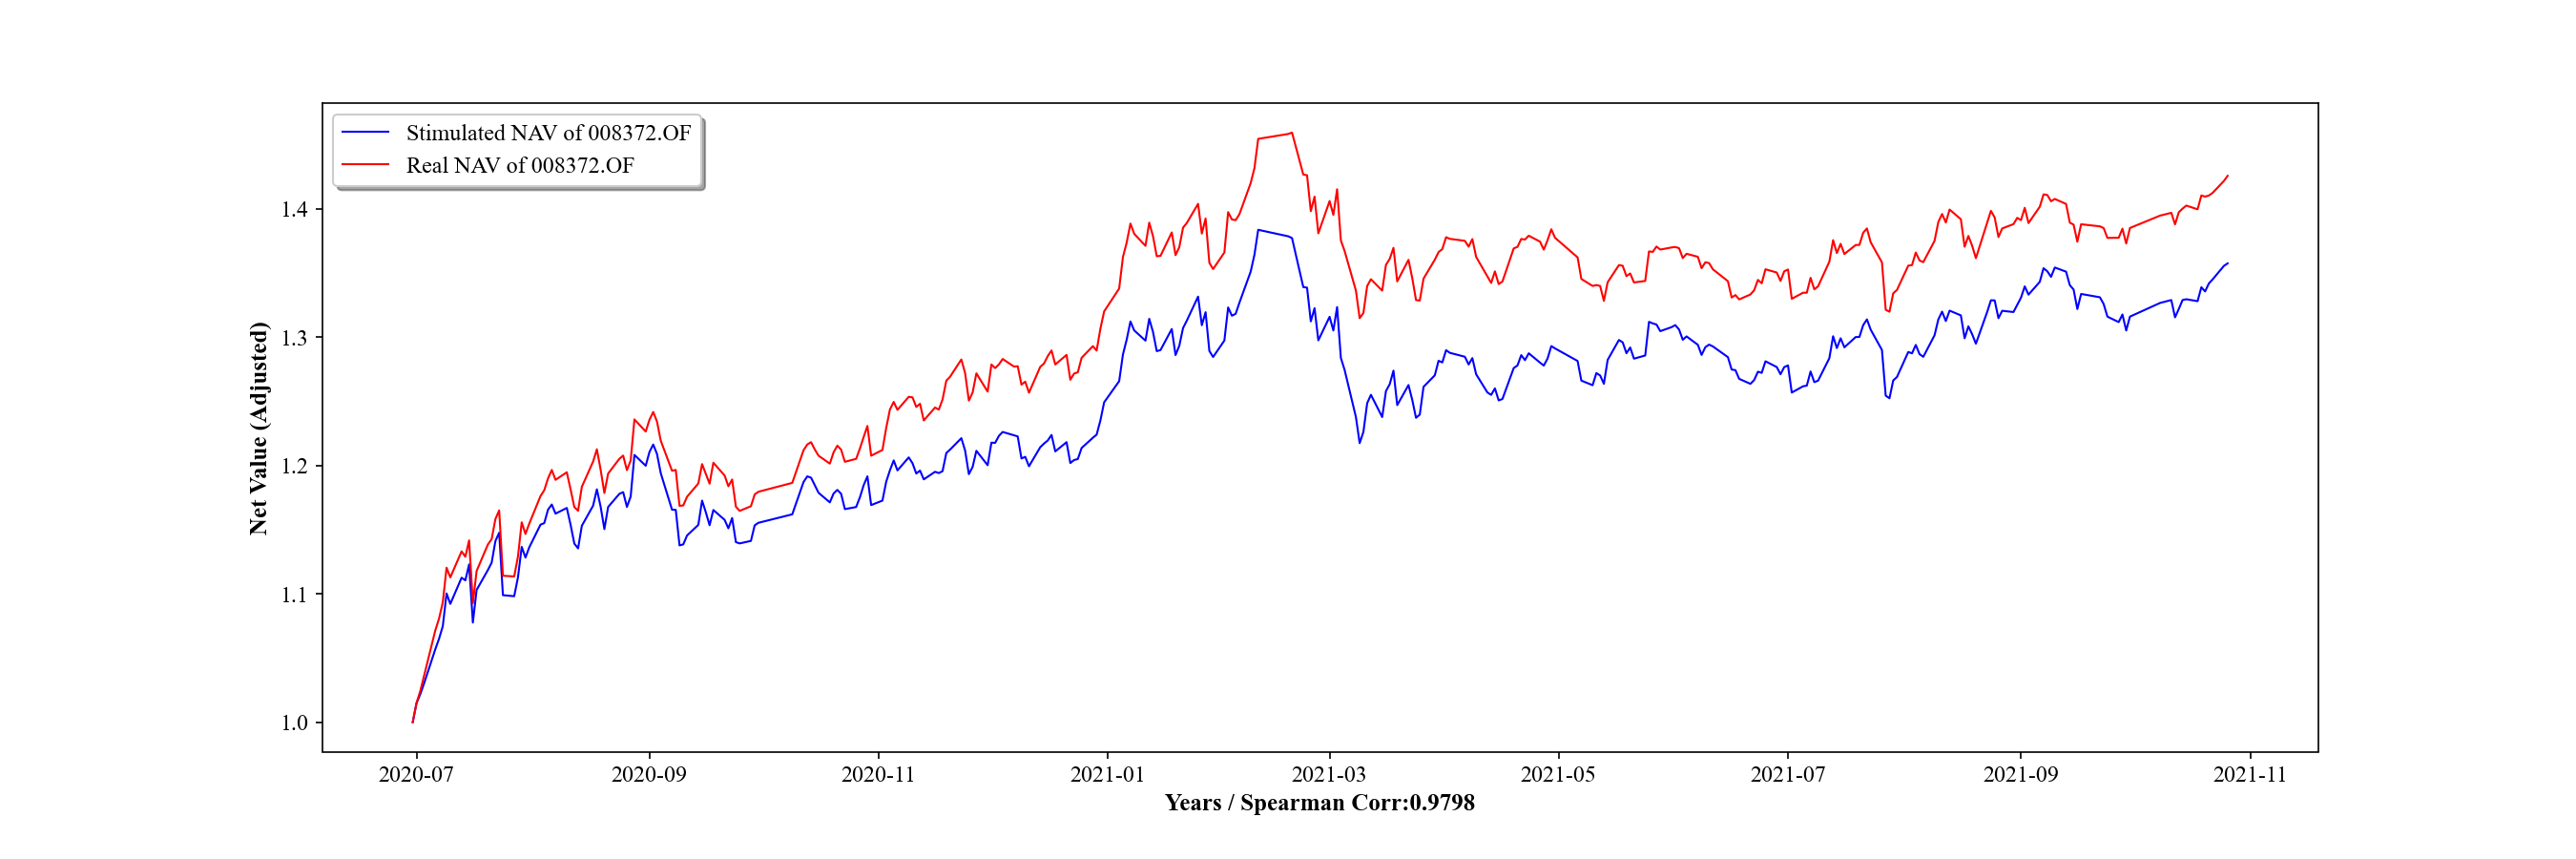 Stimulated NAV of 008372.OF
Real NAV of 008372.OF
Net Value (Adjusted)
1.4
1.3
1.2
1.1
1.0
2020-07 2020-09 2020-11 2021-01 2021-03 2021-05 2021-07 2021-09 2021-11
Years / Spearman Corr:0.9798